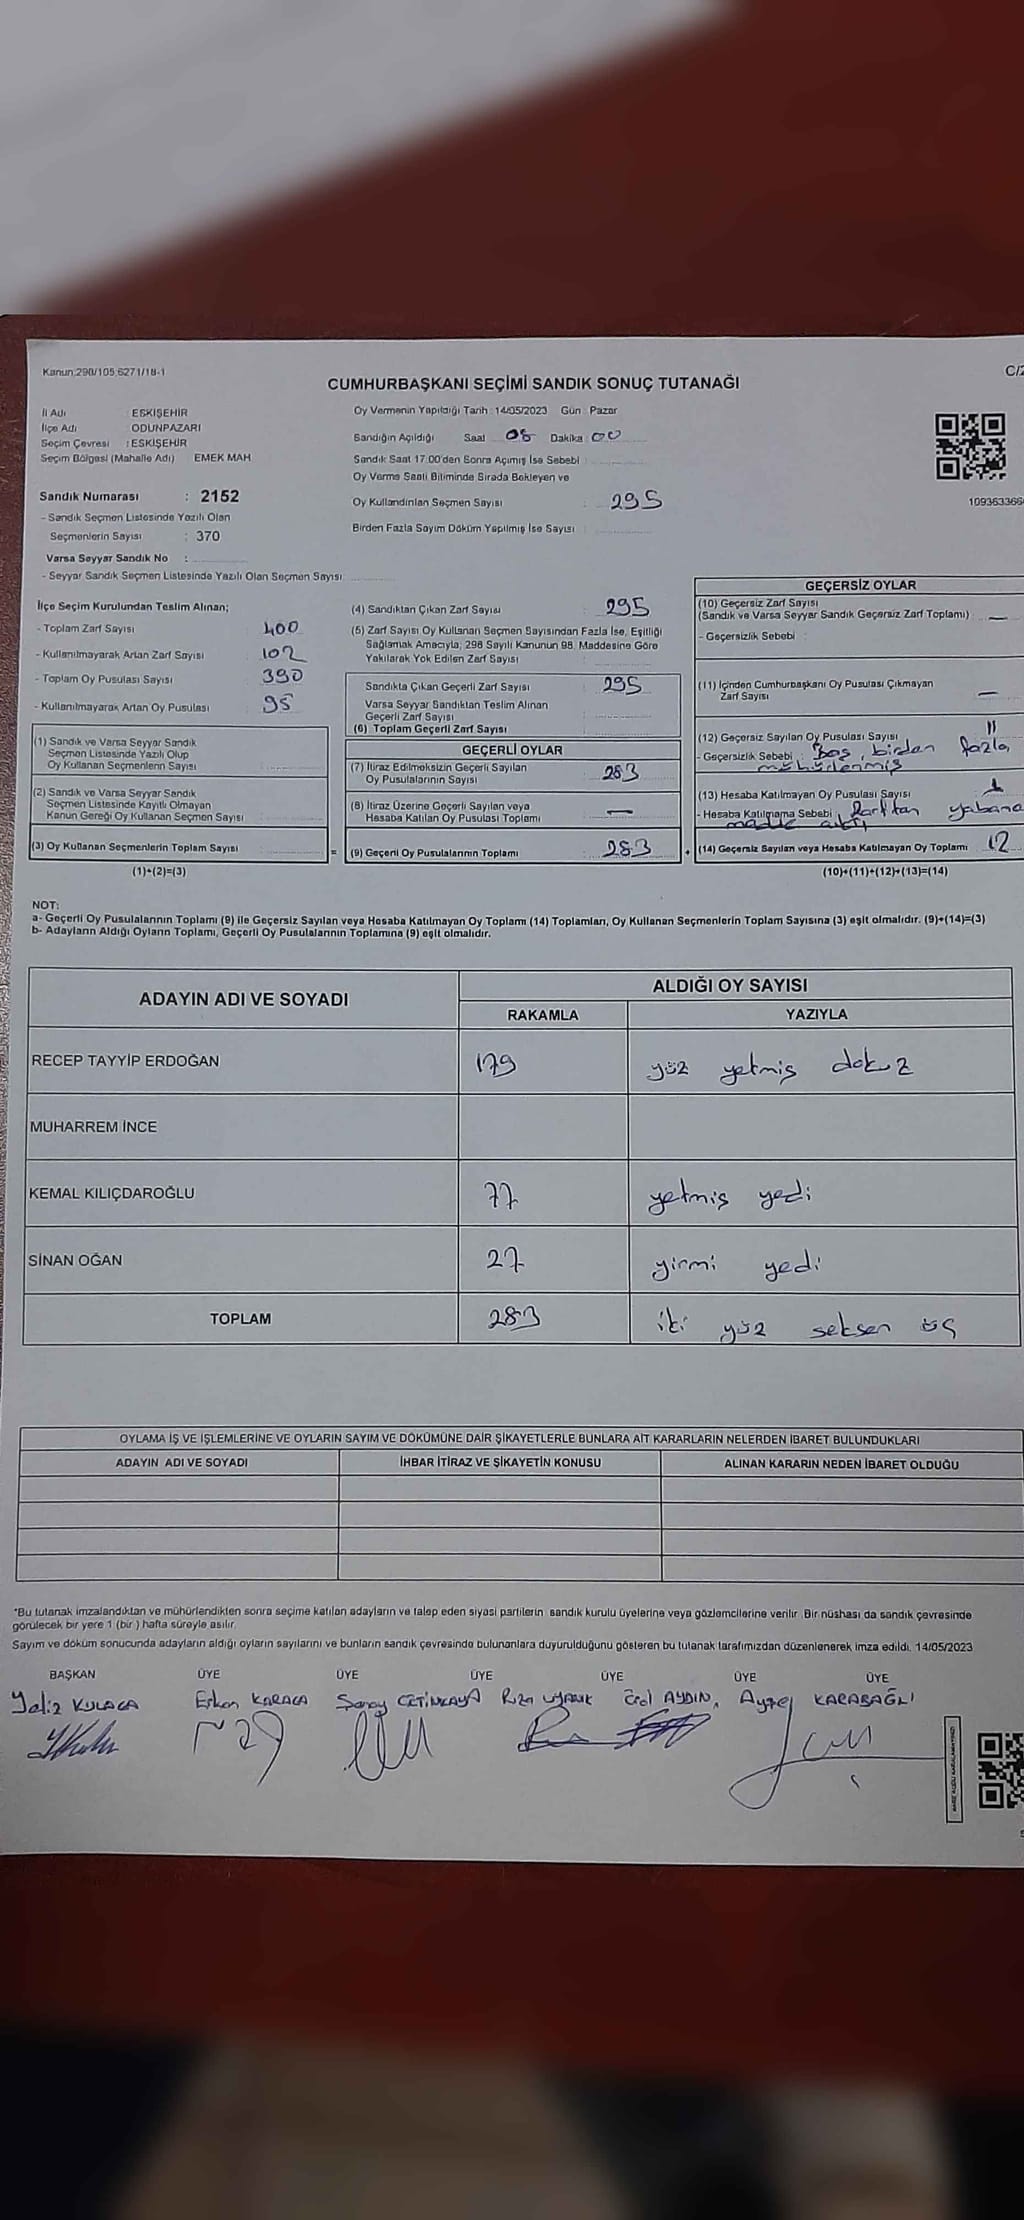 Kanun:298/105,6271/18-1
C/2
CUMHURBAŞKANI SEÇİMİ SANDIK SONUÇ TUTANAĞI
İl Adı : ESKİŞEHİR
İlçe Adı : ODUNPAZARI
Seçim Çevresi : ESKİŞEHİR
Seçim Bölgesi (Mahalle Adı) EMEK MAH.
Oy Vermenin Yapıldığı Tarih : 14/05/2023 Gün : Pazar
Sandığın Açıldığı Saat 08 Dakika 00
Sandık Saat 17:00'den Sonra Açılmış İse Sebebi :
Oy Verme Saati Bitiminde Sırada Bekleyen ve
Oy Kullandırılan Seçmen Sayısı : 295
Birden Fazla Sayım Döküm Yapılmış İse Sayısı :
109363366
Sandık Numarası : 2152
- Sandık Seçmen Listesinde Yazılı Olan
Seçmenlerin Sayısı : 370
Varsa Seyyar Sandık No :
- Seyyar Sandık Seçmen Listesinde Yazılı Olan Seçmen Sayısı:
İlçe Seçim Kurulundan Teslim Alınan;
- Toplam Zarf Sayısı : 400
- Kullanılmayarak Artan Zarf Sayısı : 102
- Toplam Oy Pusulası Sayısı : 390
- Kullanılmayarak Artan Oy Pusulası : 95
(1) Sandık ve Varsa Seyyar Sandık
Seçmen Listesinde Yazılı Olup
Oy Kullanan Seçmenlerin Sayısı :
(2) Sandık ve Varsa Seyyar Sandık
Seçmen Listesinde Kayıtlı Olmayan
Kanun Gereği Oy Kullanan Seçmen Sayısı :
(3) Oy Kullanan Seçmenlerin Toplam Sayısı :
(1)+(2)=(3)
(4) Sandıktan Çıkan Zarf Sayısı : 295
(5) Zarf Sayısı Oy Kullanan Seçmen Sayısından Fazla İse, Eşitliği
Sağlamak Amacıyla; 298 Sayılı Kanunun 98. Maddesine Göre
Yakılarak Yok Edilen Zarf Sayısı :
Sandıkta Çıkan Geçerli Zarf Sayısı : 295
Varsa Seyyar Sandıktan Teslim Alınan
Geçerli Zarf Sayısı :
(6) Toplam Geçerli Zarf Sayısı :
GEÇERLİ OYLAR
(7) İtiraz Edilmeksizin Geçerli Sayılan
Oy Pusulalarının Sayısı : 283
(8) İtiraz Üzerine Geçerli Sayılan veya
Hesaba Katılan Oy Pusulası Toplamı : —
= (9) Geçerli Oy Pusulalarının Toplamı : 283
GEÇERSİZ OYLAR
(10) Geçersiz Zarf Sayısı
(Sandık ve Varsa Seyyar Sandık Geçersiz Zarf Toplamı) : —
- Geçersizlik Sebebi :
(11) İçinden Cumhurbaşkanı Oy Pusulası Çıkmayan
Zarf Sayısı : —
(12) Geçersiz Sayılan Oy Pusulası Sayısı : 11
- Geçersizlik Sebebi : Boş, birden fazla
mühürlenmiş
(13) Hesaba Katılmayan Oy Pusulası Sayısı : 1
- Hesaba Katılmama Sebebi : Zarftan yabancı
madde çıktı
+ (14) Geçersiz Sayılan veya Hesaba Katılmayan Oy Toplamı : 12
(10)+(11)+(12)+(13)=(14)
NOT:
a- Geçerli Oy Pusulalarının Toplamı (9) ile Geçersiz Sayılan veya Hesaba Katılmayan Oy Toplam (14) Toplamları, Oy Kullanan Seçmenlerin Toplam Sayısına (3) eşit olmalıdır. (9)+(14)=(3)
b- Adayların Aldığı Oyların Toplamı, Geçerli Oy Pusulalarının Toplamına (9) eşit olmalıdır.
ADAYIN ADI VE SOYADI
ALDIĞI OY SAYISI
RAKAMLA YAZIYLA
RECEP TAYYİP ERDOĞAN 179 yüz yetmiş dokuz
MUHARREM İNCE
KEMAL KILIÇDAROĞLU 77 yetmiş yedi
SİNAN OĞAN 27 yirmi yedi
TOPLAM 283 iki yüz seksen üç
OYLAMA İŞ VE İŞLEMLERİNE VE OYLARIN SAYIM VE DÖKÜMÜNE DAİR ŞİKAYETLERLE BUNLARA AİT KARARLARIN NELERDEN İBARET BULUNDUKLARI
ADAYIN ADI VE SOYADI İHBAR İTİRAZ VE ŞİKAYETİN KONUSU ALINAN KARARIN NEDEN İBARET OLDUĞU
*Bu tutanak imzalandıktan ve mühürlendikten sonra seçime katılan adayların ve talep eden siyasi partilerin sandık kurulu üyelerine veya gözlemcilerine verilir. Bir nüshası da sandık çevresinde
görülecek bir yere 1 (bir ) hafta süreyle asılır.
Sayım ve döküm sonucunda adayların aldığı oyların sayılarını ve bunların sandık çevresinde bulunanlara duyurulduğunu gösteren bu tutanak tarafımızdan düzenlenerek imza edildi. 14/05/2023
BAŞKAN ÜYE ÜYE ÜYE ÜYE ÜYE ÜYE
Yeliz KULACA Erkan KARACA Şenay ÇETİNKAYA Rıza UYANIK Erol AYDIN, Aysel KARABAĞLI